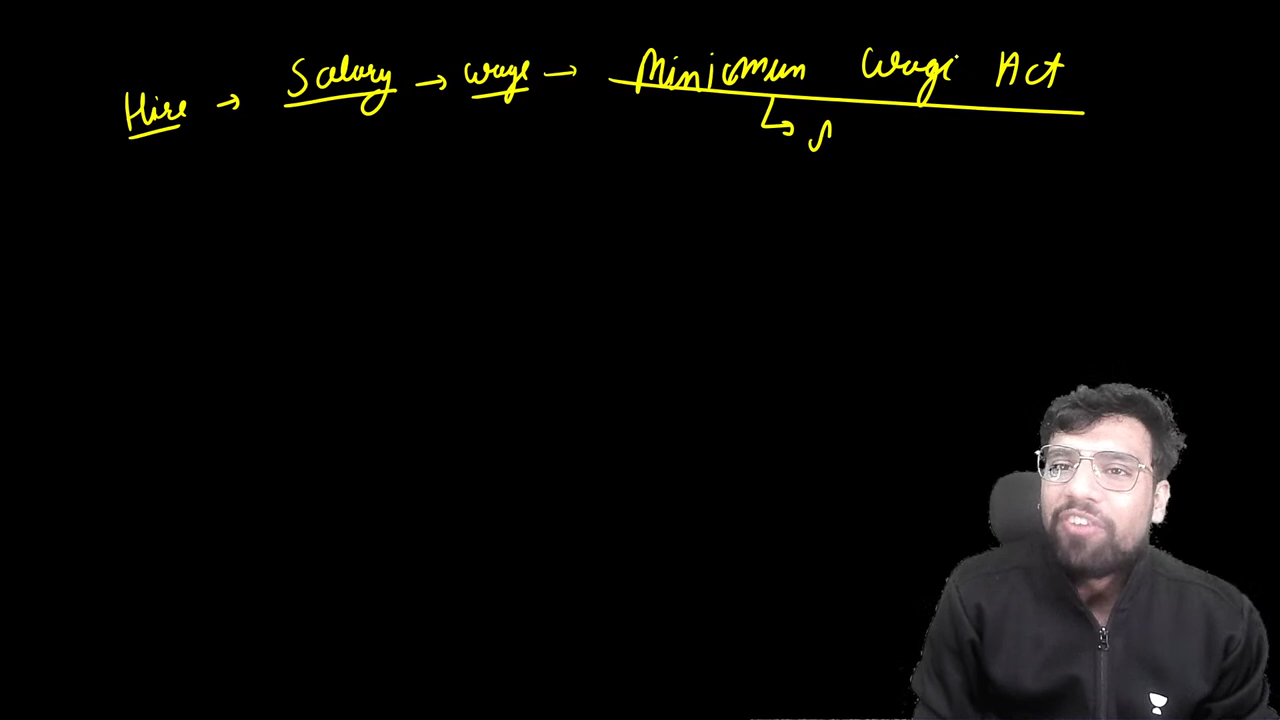 Hire → Salary → Wage → Minimum Wage Act
↳ S